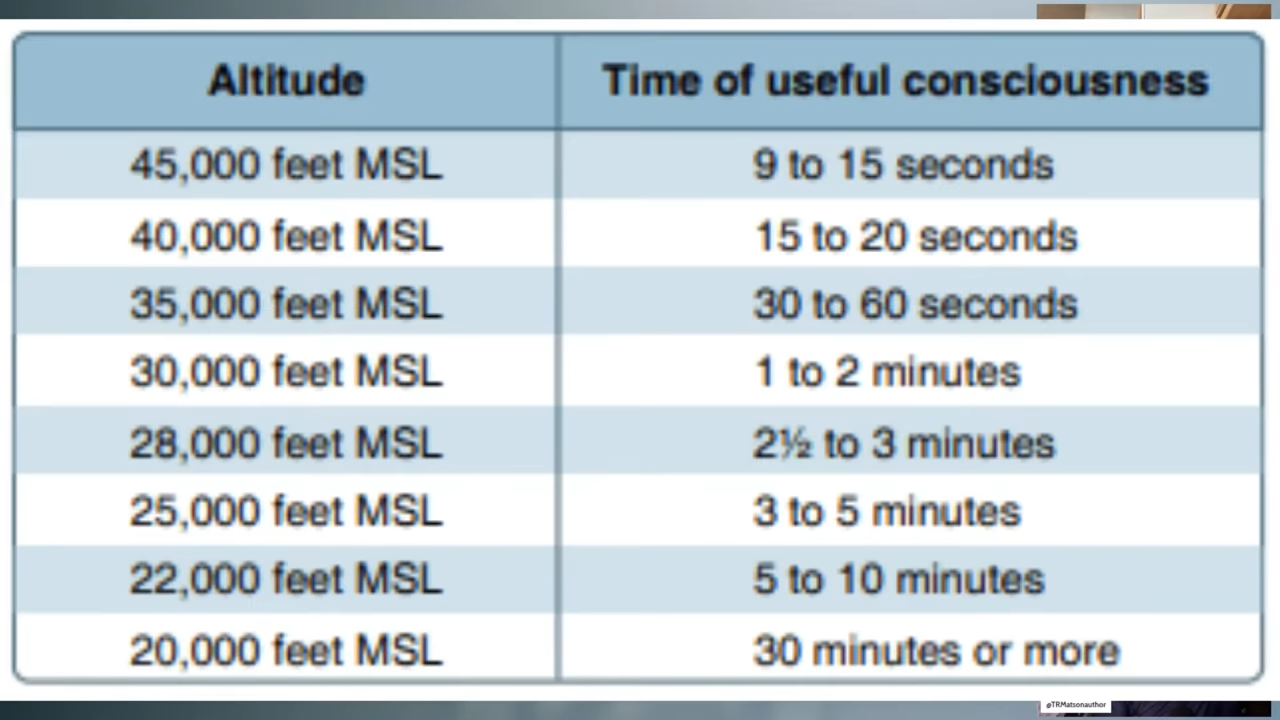 Altitude Time of useful consciousness
45,000 feet MSL 9 to 15 seconds
40,000 feet MSL 15 to 20 seconds
35,000 feet MSL 30 to 60 seconds
30,000 feet MSL 1 to 2 minutes
28,000 feet MSL 2½ to 3 minutes
25,000 feet MSL 3 to 5 minutes
22,000 feet MSL 5 to 10 minutes
20,000 feet MSL 30 minutes or more
@TRMatsonauthor